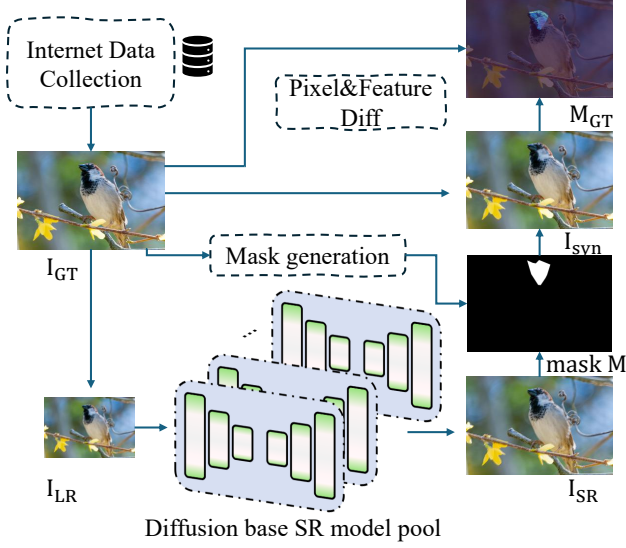 Internet Data
Collection
Pixel&Feature
Diff
M_GT
I_GT
Mask generation
I_syn
mask M
I_LR
I_SR
Diffusion base SR model pool